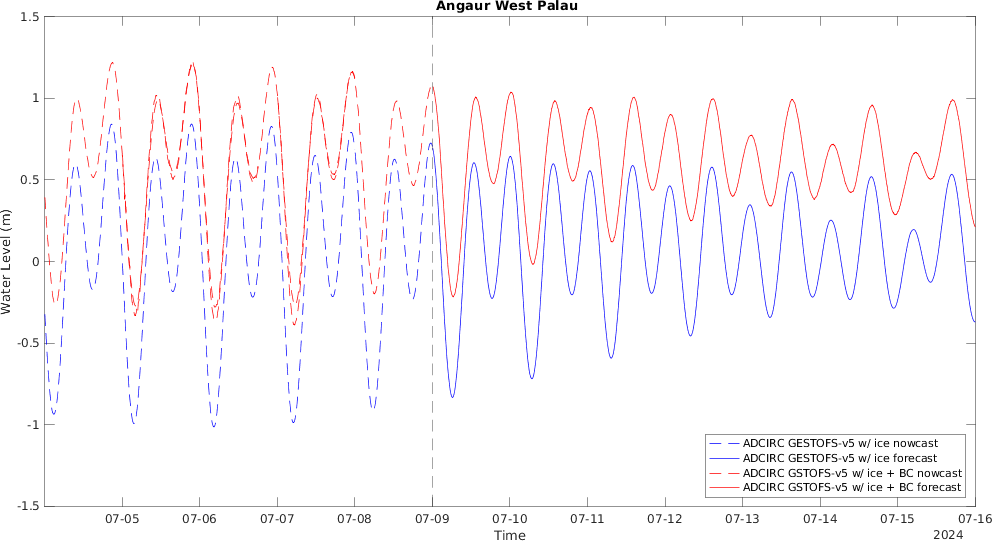 Angaur West Palau
1.5
1
0.5
0
-0.5
-1
-1.5
Water Level (m)
ADCIRC GESTOFS-v5 w/ ice nowcast
ADCIRC GESTOFS-v5 w/ ice forecast
ADCIRC GSTOFS-v5 w/ ice + BC nowcast
ADCIRC GSTOFS-v5 w/ ice + BC forecast
07-05 07-06 07-07 07-08 07-09 07-10 07-11 07-12 07-13 07-14 07-15 07-16
Time
2024